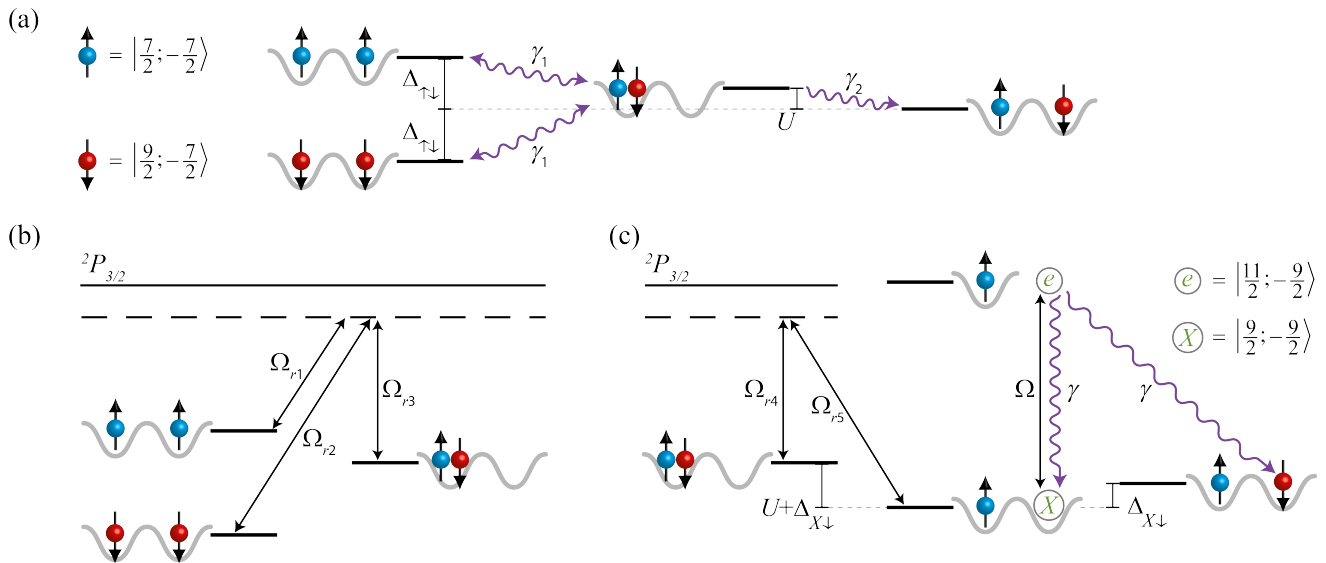 (a)
= |7/2;−7/2⟩
Δ↑↓
γ₁
U
γ₂
= |9/2;−7/2⟩
Δ↑↓
γ₁
(b)
²P₃/₂
Ωr1
Ωr2
Ωr3
(c)
²P₃/₂
e
e = |11/2;−9/2⟩
X = |9/2;−9/2⟩
Ωr4
Ωr5
Ω
γ
γ
U+ΔX↓
X
ΔX↓